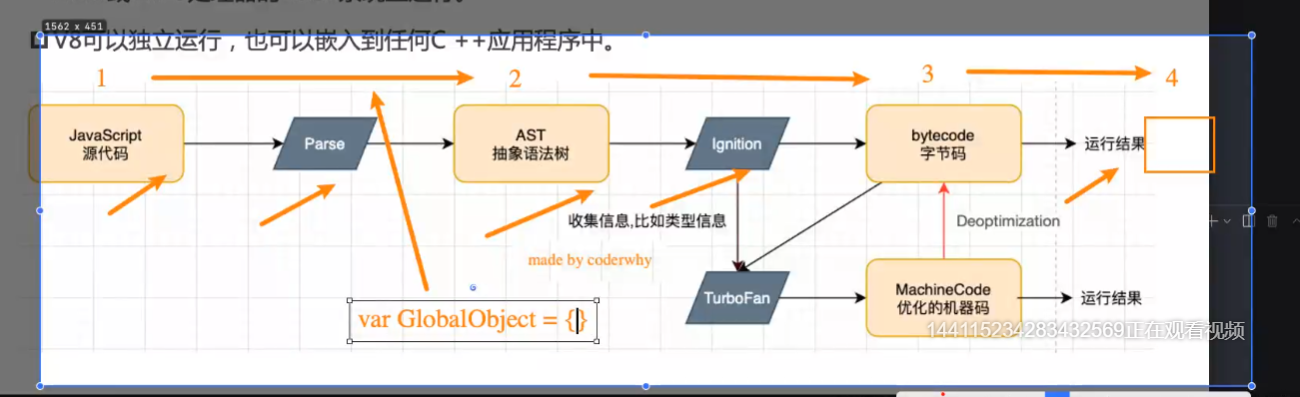 1562 x 451
V8可以独立运行，也可以嵌入到任何C ++应用程序中。
1 2 3 4
JavaScript
源代码
Parse
AST
抽象语法树
Ignition
bytecode
字节码
运行结果
收集信息,比如类型信息
Deoptimization
made by coderwhy
TurboFan
MachineCode
优化的机器码
运行结果
var GlobalObject = {}
144115234283432569正在观看视频